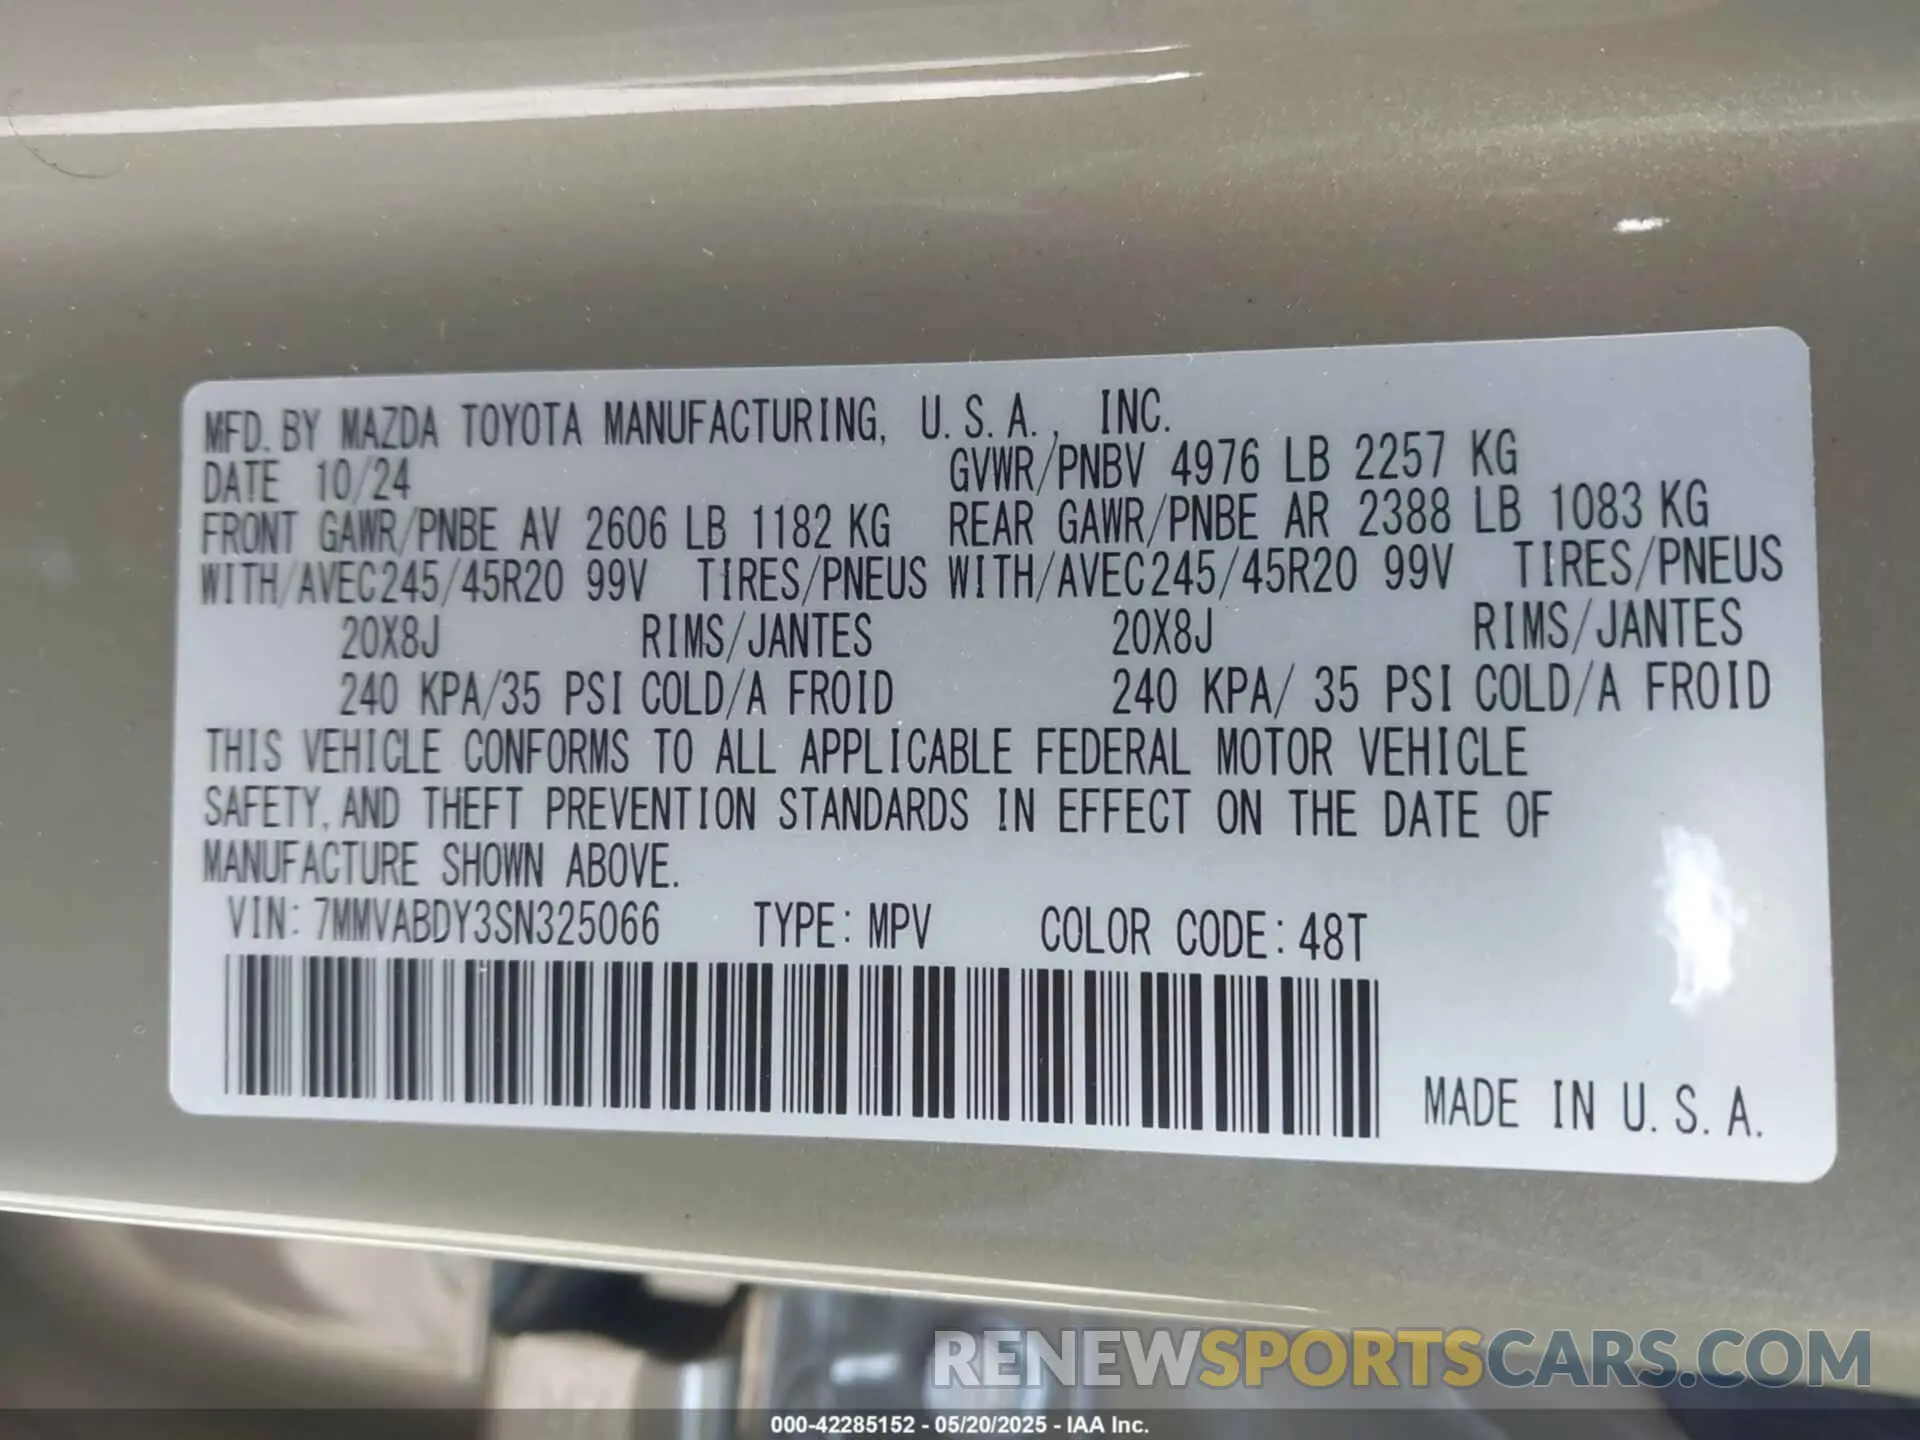 MFD. BY MAZDA TOYOTA MANUFACTURING, U.S.A., INC.
DATE 10/24 GVWR/PNBV 4976 LB 2257 KG
FRONT GAWR/PNBE AV 2606 LB 1182 KG REAR GAWR/PNBE AR 2388 LB 1083 KG
WITH/AVEC 245/45R20 99V TIRES/PNEUS WITH/AVEC 245/45R20 99V TIRES/PNEUS
20X8J RIMS/JANTES 20X8J RIMS/JANTES
240 KPA/35 PSI COLD/A FROID 240 KPA/ 35 PSI COLD/A FROID
THIS VEHICLE CONFORMS TO ALL APPLICABLE FEDERAL MOTOR VEHICLE
SAFETY, AND THEFT PREVENTION STANDARDS IN EFFECT ON THE DATE OF
MANUFACTURE SHOWN ABOVE.
VIN: 7MMVABDY3SN325066 TYPE: MPV COLOR CODE: 48T
MADE IN U.S.A.
RENEWSPORTSCARS.COM
000-42285152 - 05/20/2025 - IAA Inc.